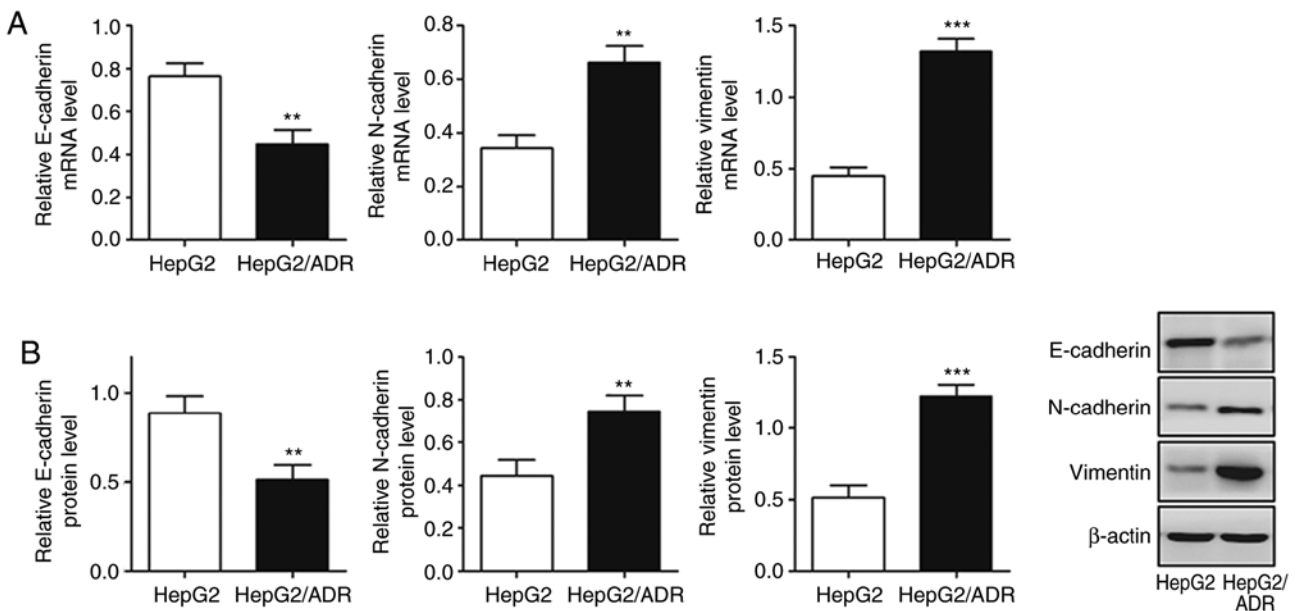 A
Relative E-cadherin
mRNA level
1.0
0.8
0.6
0.4
0.2
0.0
**
HepG2 HepG2/ADR
Relative N-cadherin
mRNA level
0.8
0.6
0.4
0.2
0.0
**
HepG2 HepG2/ADR
Relative vimentin
mRNA level
1.5
1.0
0.5
0.0
***
HepG2 HepG2/ADR
B
Relative E-cadherin
protein level
1.0
0.5
0.0
**
HepG2 HepG2/ADR
Relative N-cadherin
protein level
1.0
0.8
0.6
0.4
0.2
0.0
**
HepG2 HepG2/ADR
Relative vimentin
protein level
1.5
1.0
0.5
0.0
***
HepG2 HepG2/ADR
E-cadherin
N-cadherin
Vimentin
β-actin
HepG2 HepG2/
ADR